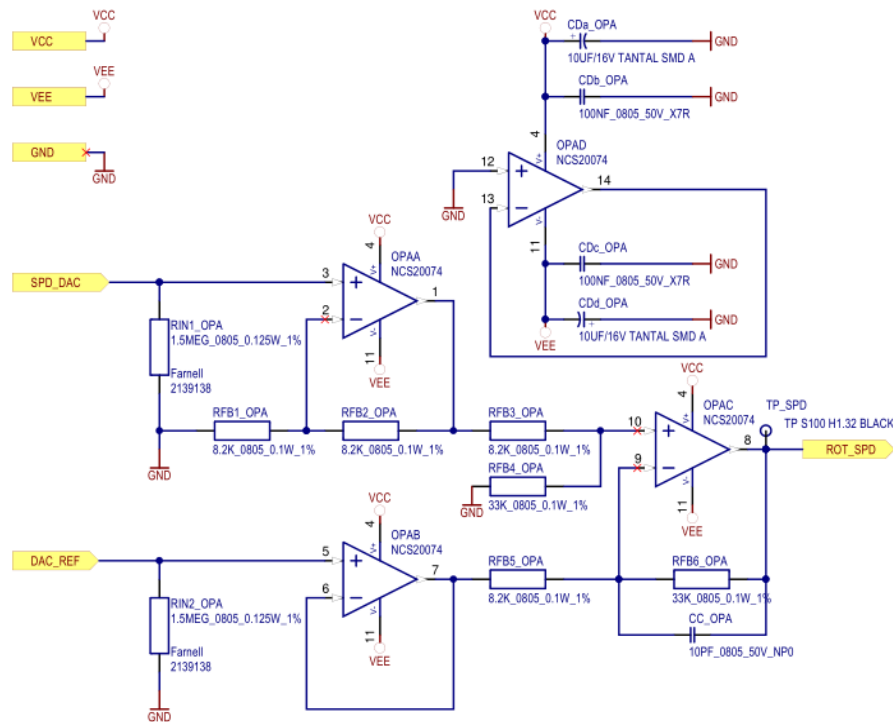 VCC
VCC
VEE
VEE
GND
GND
VCC
CDa_OPA
+
10UF/16V TANTAL SMD A
GND
CDb_OPA
100NF_0805_50V_X7R
GND
4
OPAD
NCS20074
V+
12
+
13
−
14
V-
11
GND
CDc_OPA
100NF_0805_50V_X7R
GND
CDd_OPA
+
10UF/16V TANTAL SMD A
GND
VEE
SPD_DAC
VCC
4
OPAA
NCS20074
V+
3
+
2
−
1
V-
11
VEE
RIN1_OPA
1.5MEG_0805_0.125W_1%
Farnell
2139138
GND
RFB1_OPA
8.2K_0805_0.1W_1%
RFB2_OPA
8.2K_0805_0.1W_1%
RFB3_OPA
8.2K_0805_0.1W_1%
RFB4_OPA
33K_0805_0.1W_1%
GND
VCC
4
OPAC
NCS20074
V+
10
+
9
−
8
V-
11
VEE
TP_SPD
TP S100 H1.32 BLACK
ROT_SPD
DAC_REF
VCC
4
OPAB
NCS20074
V+
5
+
6
−
7
V-
11
VEE
RIN2_OPA
1.5MEG_0805_0.125W_1%
Farnell
2139138
GND
RFB5_OPA
8.2K_0805_0.1W_1%
RFB6_OPA
33K_0805_0.1W_1%
CC_OPA
10PF_0805_50V_NP0